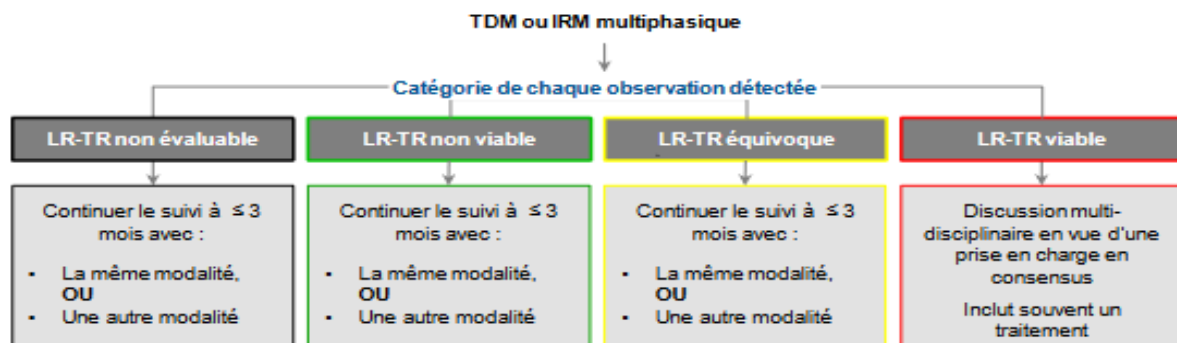 TDM ou IRM multiphasique
Catégorie de chaque observation détectée
LR-TR non évaluable
LR-TR non viable
LR-TR équivoque
LR-TR viable
Continuer le suivi à ≤ 3
mois avec :
• La même modalité,
OU
• Une autre modalité
Continuer le suivi à ≤ 3
mois avec :
• La même modalité,
OU
• Une autre modalité
Continuer le suivi à ≤ 3
mois avec :
• La même modalité,
OU
• Une autre modalité
Discussion multi-
disciplinaire en vue d'une
prise en charge en
consensus
Inclut souvent un
traitement